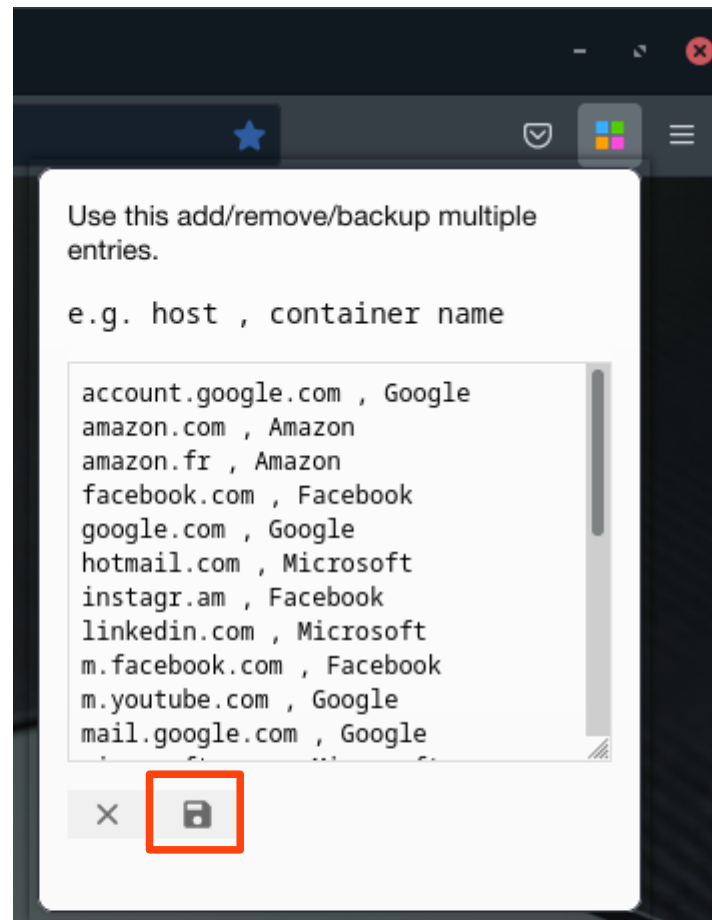 Use this add/remove/backup multiple
entries.
e.g. host , container name
account.google.com , Google
amazon.com , Amazon
amazon.fr , Amazon
facebook.com , Facebook
google.com , Google
hotmail.com , Microsoft
instagr.am , Facebook
linkedin.com , Microsoft
m.facebook.com , Facebook
m.youtube.com , Google
mail.google.com , Google